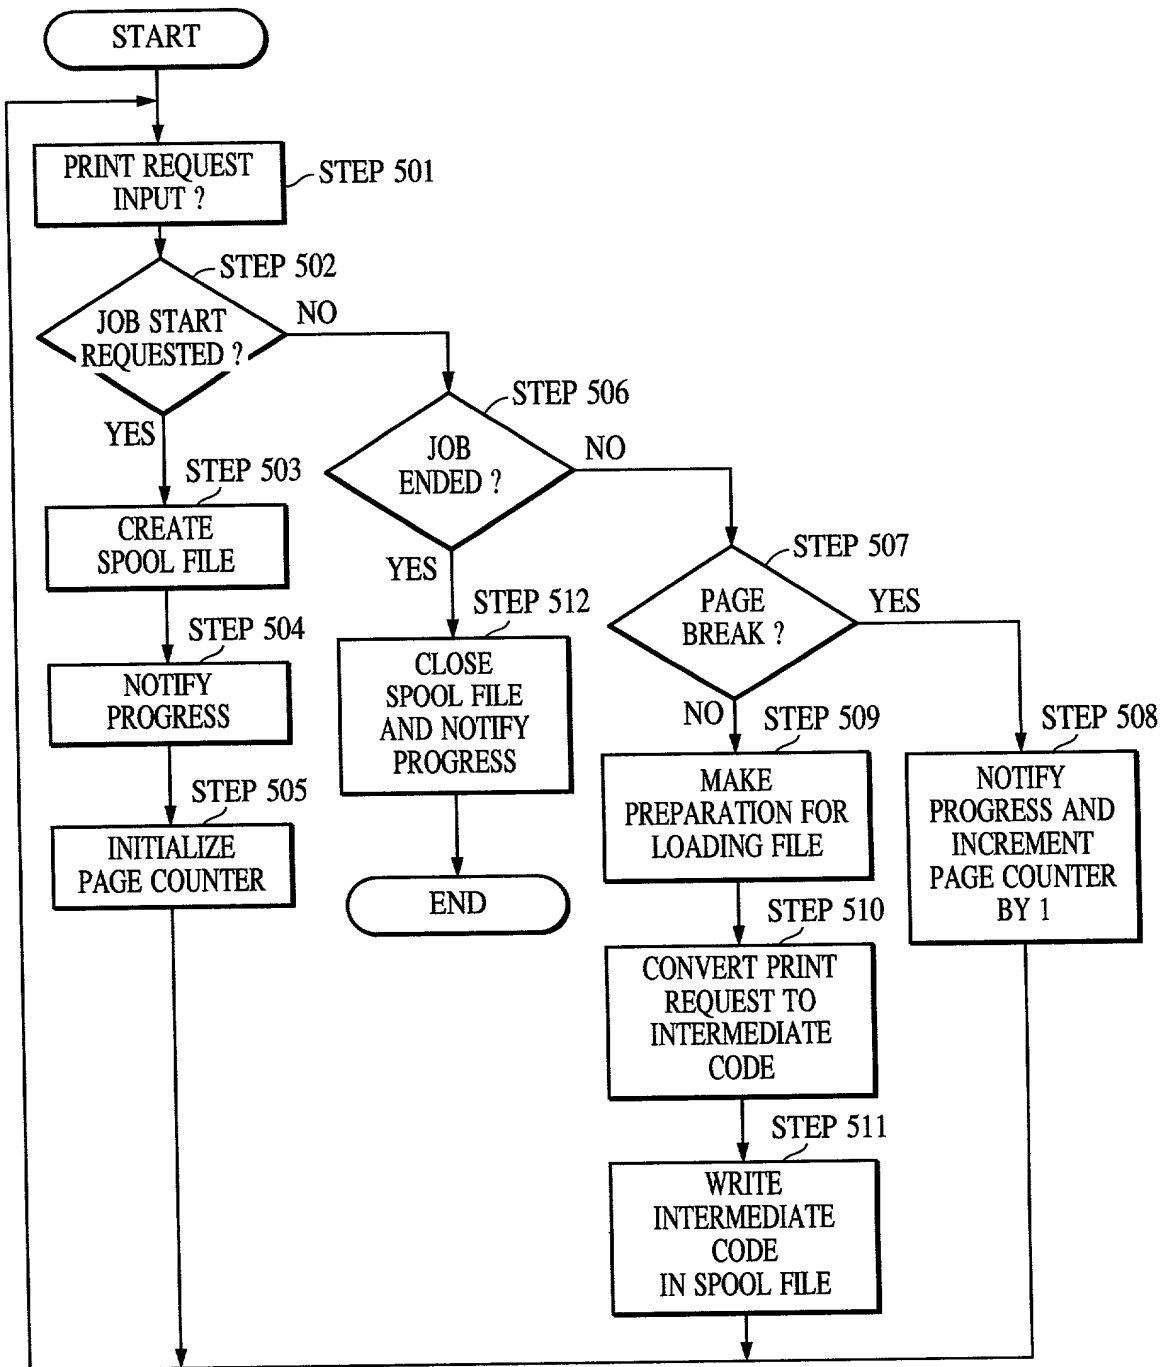 START
PRINT REQUEST
INPUT ?
STEP 501
STEP 502
JOB START
REQUESTED ?
NO
YES
STEP 503
CREATE
SPOOL FILE
STEP 504
NOTIFY
PROGRESS
STEP 505
INITIALIZE
PAGE COUNTER
STEP 506
JOB
ENDED ?
NO
YES
STEP 512
CLOSE
SPOOL FILE
AND NOTIFY
PROGRESS
END
STEP 507
PAGE
BREAK ?
YES
NO
STEP 509
MAKE
PREPARATION FOR
LOADING FILE
STEP 510
CONVERT PRINT
REQUEST TO
INTERMEDIATE
CODE
STEP 511
WRITE
INTERMEDIATE
CODE
IN SPOOL FILE
STEP 508
NOTIFY
PROGRESS AND
INCREMENT
PAGE COUNTER
BY 1